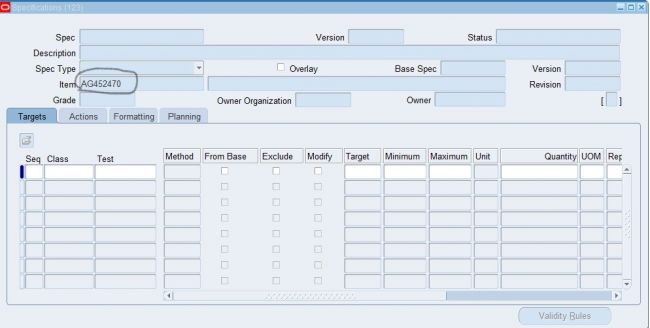 Specifications (123)
Spec Version Status
Description
Spec Type Overlay Base Spec Version
Item AG452470 Revision
Grade Owner Organization Owner [ ]
Targets Actions Formatting Planning
Seq Class Test Method From Base Exclude Modify Target Minimum Maximum Unit Quantity UOM Rep
Validity Rules